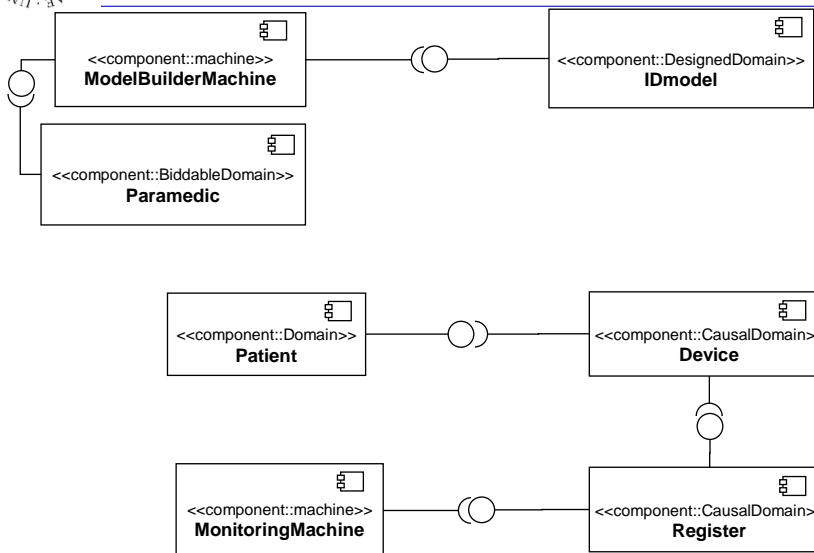 <<component::machine>>
ModelBuilderMachine
<<component::DesignedDomain>>
IDmodel
<<component::BiddableDomain>>
Paramedic
<<component::Domain>>
Patient
<<component::CausalDomain>
Device
<<component::machine>>
MonitoringMachine
<<component::CausalDomain>
Register